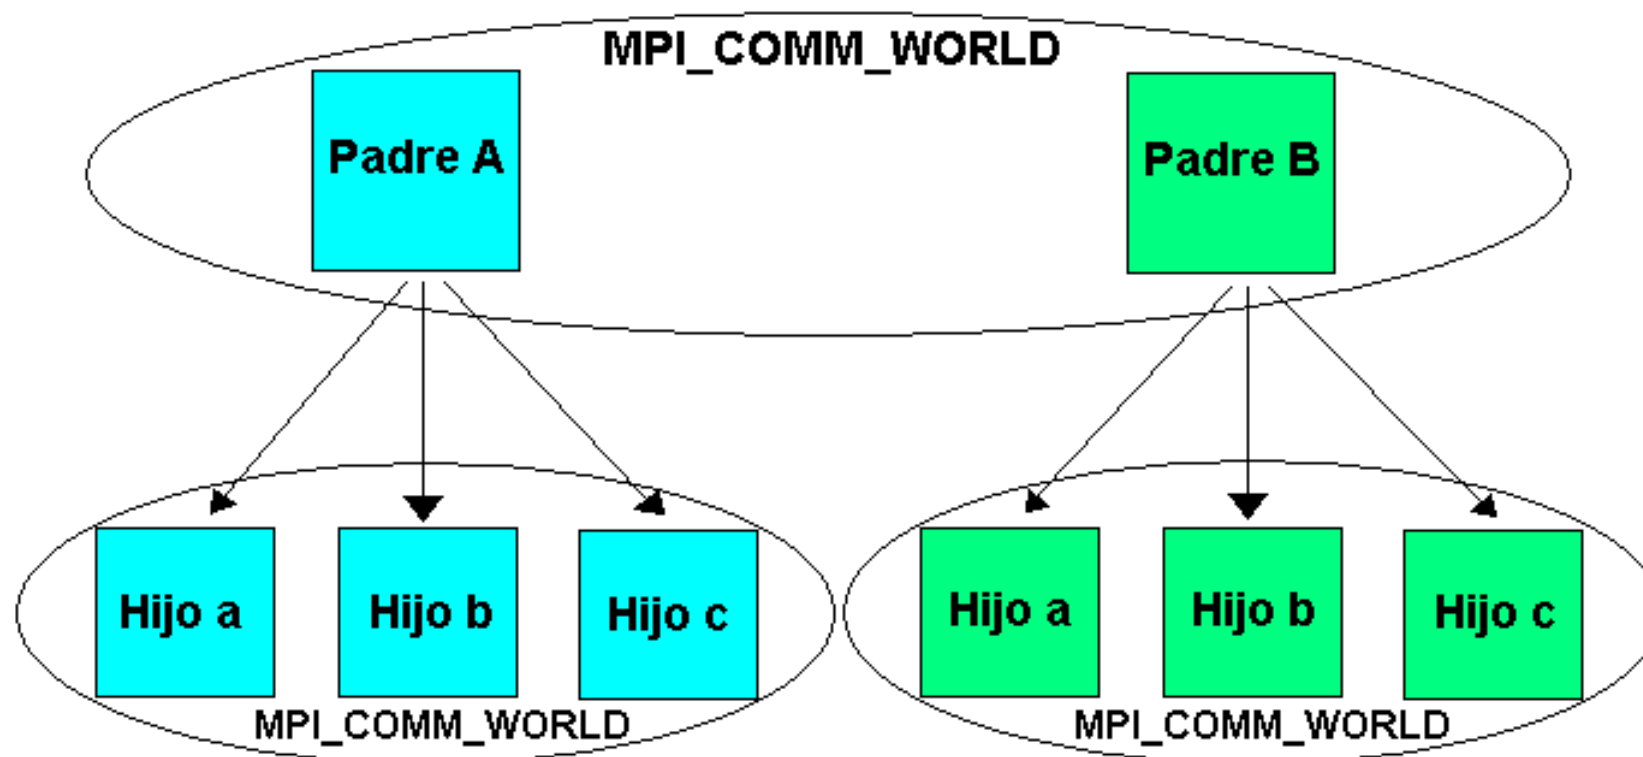 MPI_COMM_WORLD
Padre A
Padre B
Hijo a
Hijo b
Hijo c
Hijo a
Hijo b
Hijo c
MPI_COMM_WORLD
MPI_COMM_WORLD